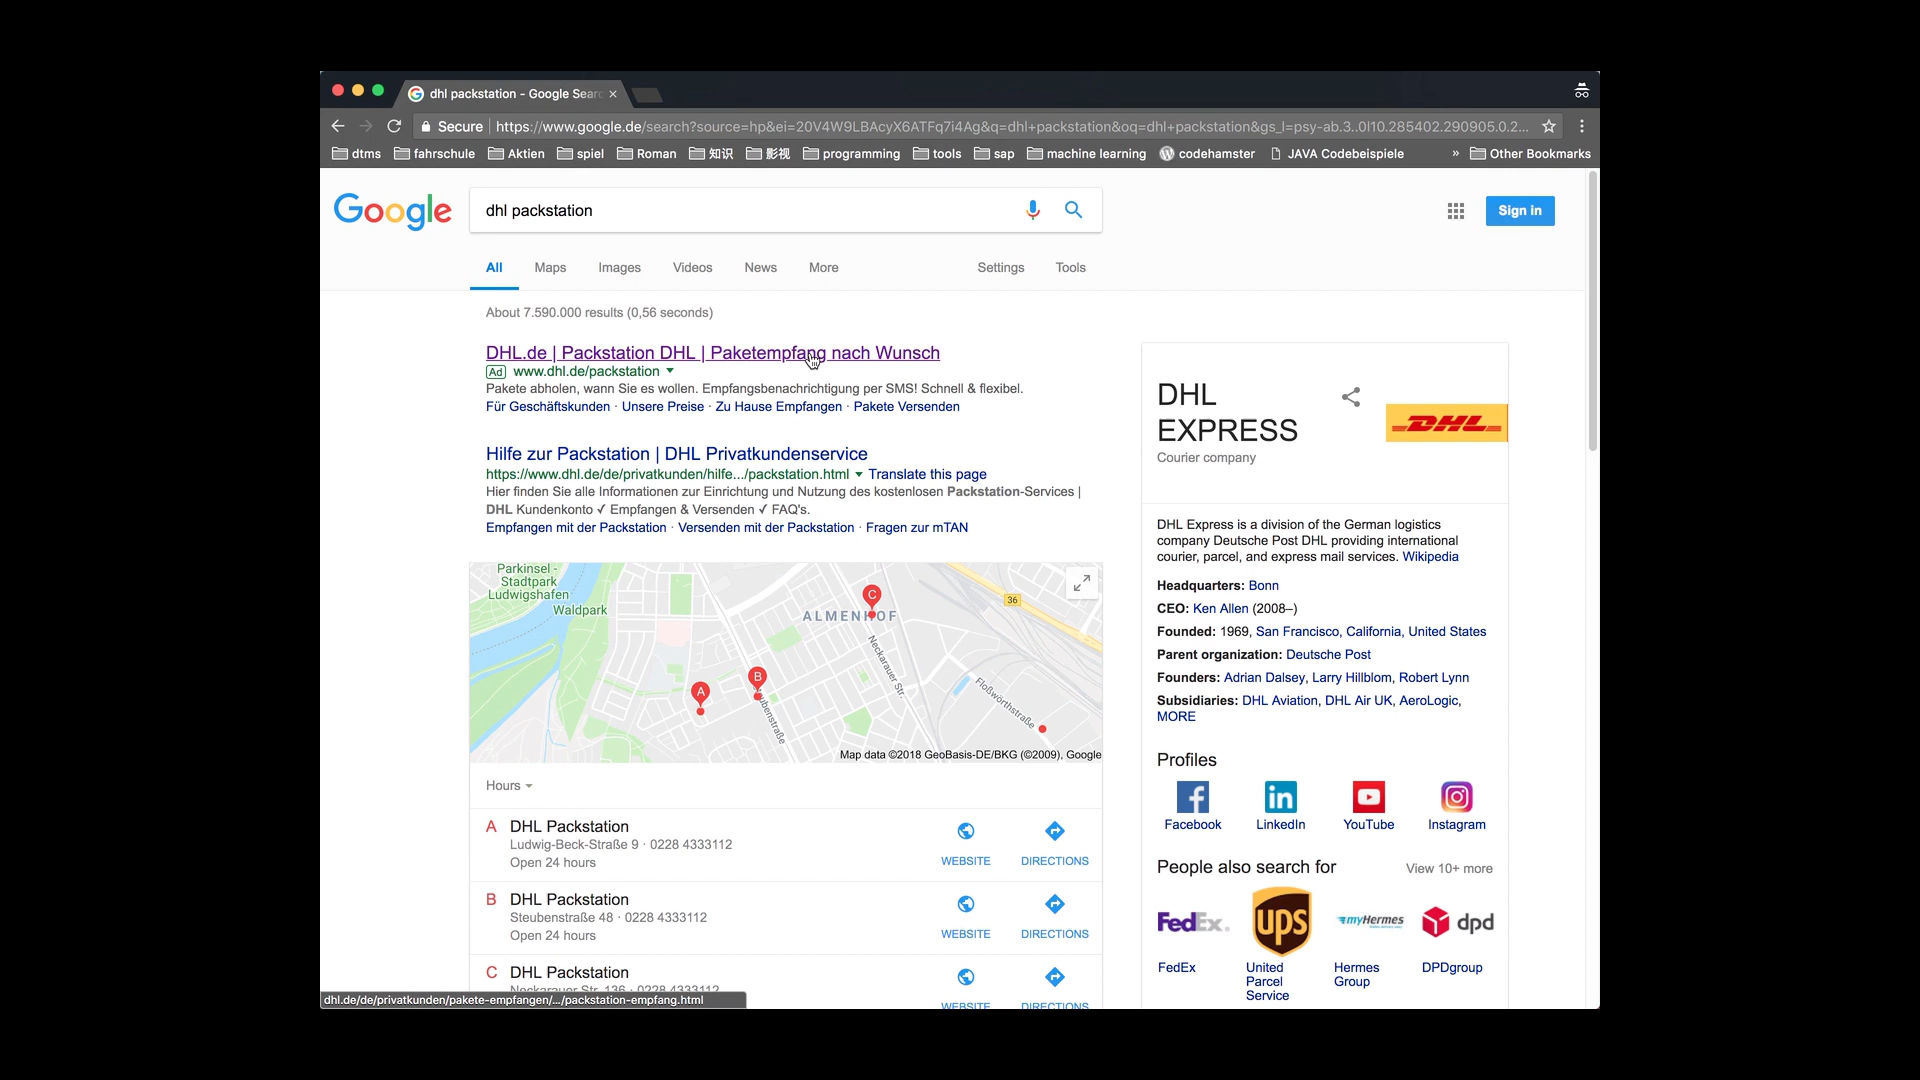 dhl packstation - Google Sear
Secure https://www.google.de/search?source=hp&ei=20V4W9LBAcyX6ATFq7i4Ag&q=dhl+packstation&oq=dhl+packstation&gs_l=psy-ab.3..0l10.285402.290905.0.2...
dtms fahrschule Aktien spiel Roman 知识 影视 programming tools sap machine learning codehamster JAVA Codebeispiele » Other Bookmarks
Google
dhl packstation
Sign in
All Maps Images Videos News More Settings Tools
About 7.590.000 results (0,56 seconds)
DHL.de | Packstation DHL | Paketempfang nach Wunsch
Ad www.dhl.de/packstation
Pakete abholen, wann Sie es wollen. Empfangsbenachrichtigung per SMS! Schnell & flexibel.
Für Geschäftskunden · Unsere Preise · Zu Hause Empfangen · Pakete Versenden
Hilfe zur Packstation | DHL Privatkundenservice
https://www.dhl.de/de/privatkunden/hilfe.../packstation.html Translate this page
Hier finden Sie alle Informationen zur Einrichtung und Nutzung des kostenlosen Packstation-Services |
DHL Kundenkonto ✓ Empfangen & Versenden ✓ FAQ's.
Empfangen mit der Packstation · Versenden mit der Packstation · Fragen zur mTAN
Parkinsel -
Stadtpark
Ludwigshafen
Waldpark
ALMENHOF
36
A
B
C
Neckarauer Str.
Steubenstraße
Floßwörthstraße
Map data ©2018 GeoBasis-DE/BKG (©2009), Google
Hours
A DHL Packstation
Ludwig-Beck-Straße 9 · 0228 4333112
Open 24 hours
WEBSITE DIRECTIONS
B DHL Packstation
Steubenstraße 48 · 0228 4333112
Open 24 hours
WEBSITE DIRECTIONS
C DHL Packstation
Neckarauer Str. 136 · 0228 4333112
WEBSITE DIRECTIONS
dhl.de/de/privatkunden/pakete-empfangen/.../packstation-empfang.html
DHL
EXPRESS
Courier company
DHL
DHL Express is a division of the German logistics
company Deutsche Post DHL providing international
courier, parcel, and express mail services. Wikipedia
Headquarters: Bonn
CEO: Ken Allen (2008–)
Founded: 1969, San Francisco, California, United States
Parent organization: Deutsche Post
Founders: Adrian Dalsey, Larry Hillblom, Robert Lynn
Subsidiaries: DHL Aviation, DHL Air UK, AeroLogic,
MORE
Profiles
Facebook LinkedIn YouTube Instagram
People also search for View 10+ more
FedEx ups myHermes dpd
FedEx
United
Parcel
Service
Hermes
Group
DPDgroup